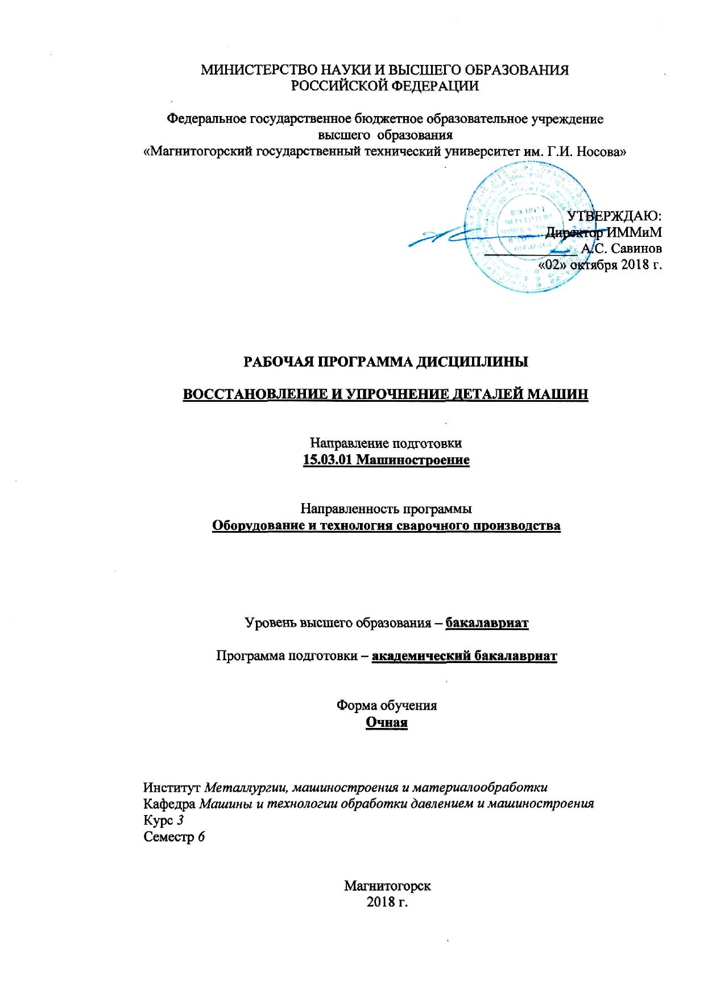 МИНИСТЕРСТВО НАУКИ И ВЫСШЕГО ОБРАЗОВАНИЯ
РОССИЙСКОЙ ФЕДЕРАЦИИ
Федеральное государственное бюджетное образовательное учреждение
высшего образования
«Магнитогорский государственный технический университет им. Г.И. Носова»
УТВЕРЖДАЮ:
Директор ИММиМ
_____________ А.С. Савинов
«02» октября 2018 г.
РАБОЧАЯ ПРОГРАММА ДИСЦИПЛИНЫ
ВОССТАНОВЛЕНИЕ И УПРОЧНЕНИЕ ДЕТАЛЕЙ МАШИН
Направление подготовки
15.03.01 Машиностроение
Направленность программы
Оборудование и технология сварочного производства
Уровень высшего образования – бакалавриат
Программа подготовки – академический бакалавриат
Форма обучения
Очная
Институт Металлургии, машиностроения и материалообработки
Кафедра Машины и технологии обработки давлением и машиностроения
Курс 3
Семестр 6
Магнитогорск
2018 г.